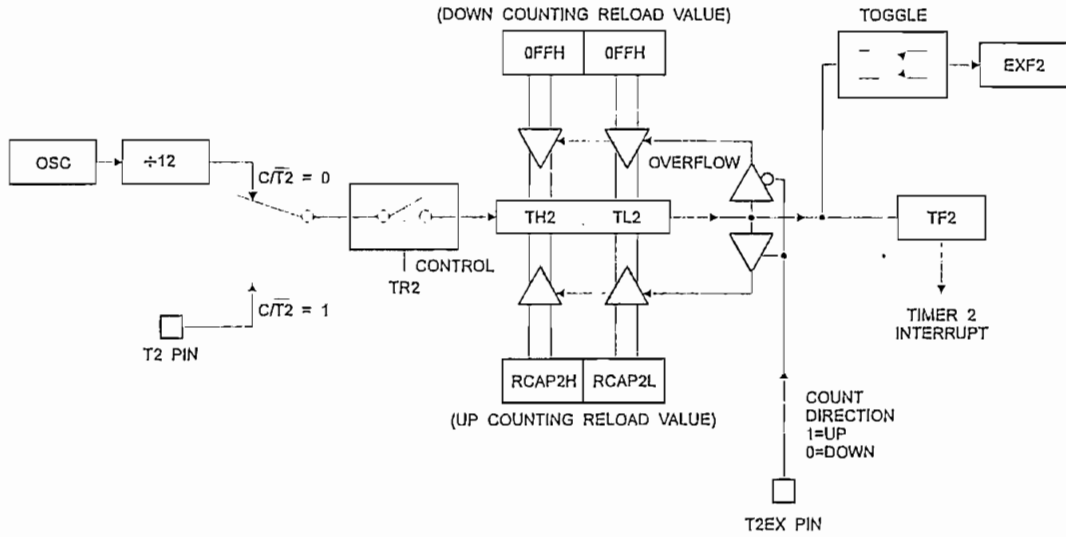 (DOWN COUNTING RELOAD VALUE)
TOGGLE
0FFH 0FFH
EXF2
OSC
÷12
OVERFLOW
C/T2 = 0
TH2 TL2
TF2
CONTROL
TR2
C/T2 = 1
T2 PIN
TIMER 2
INTERRUPT
RCAP2H RCAP2L
(UP COUNTING RELOAD VALUE)
COUNT
DIRECTION
1=UP
0=DOWN
T2EX PIN